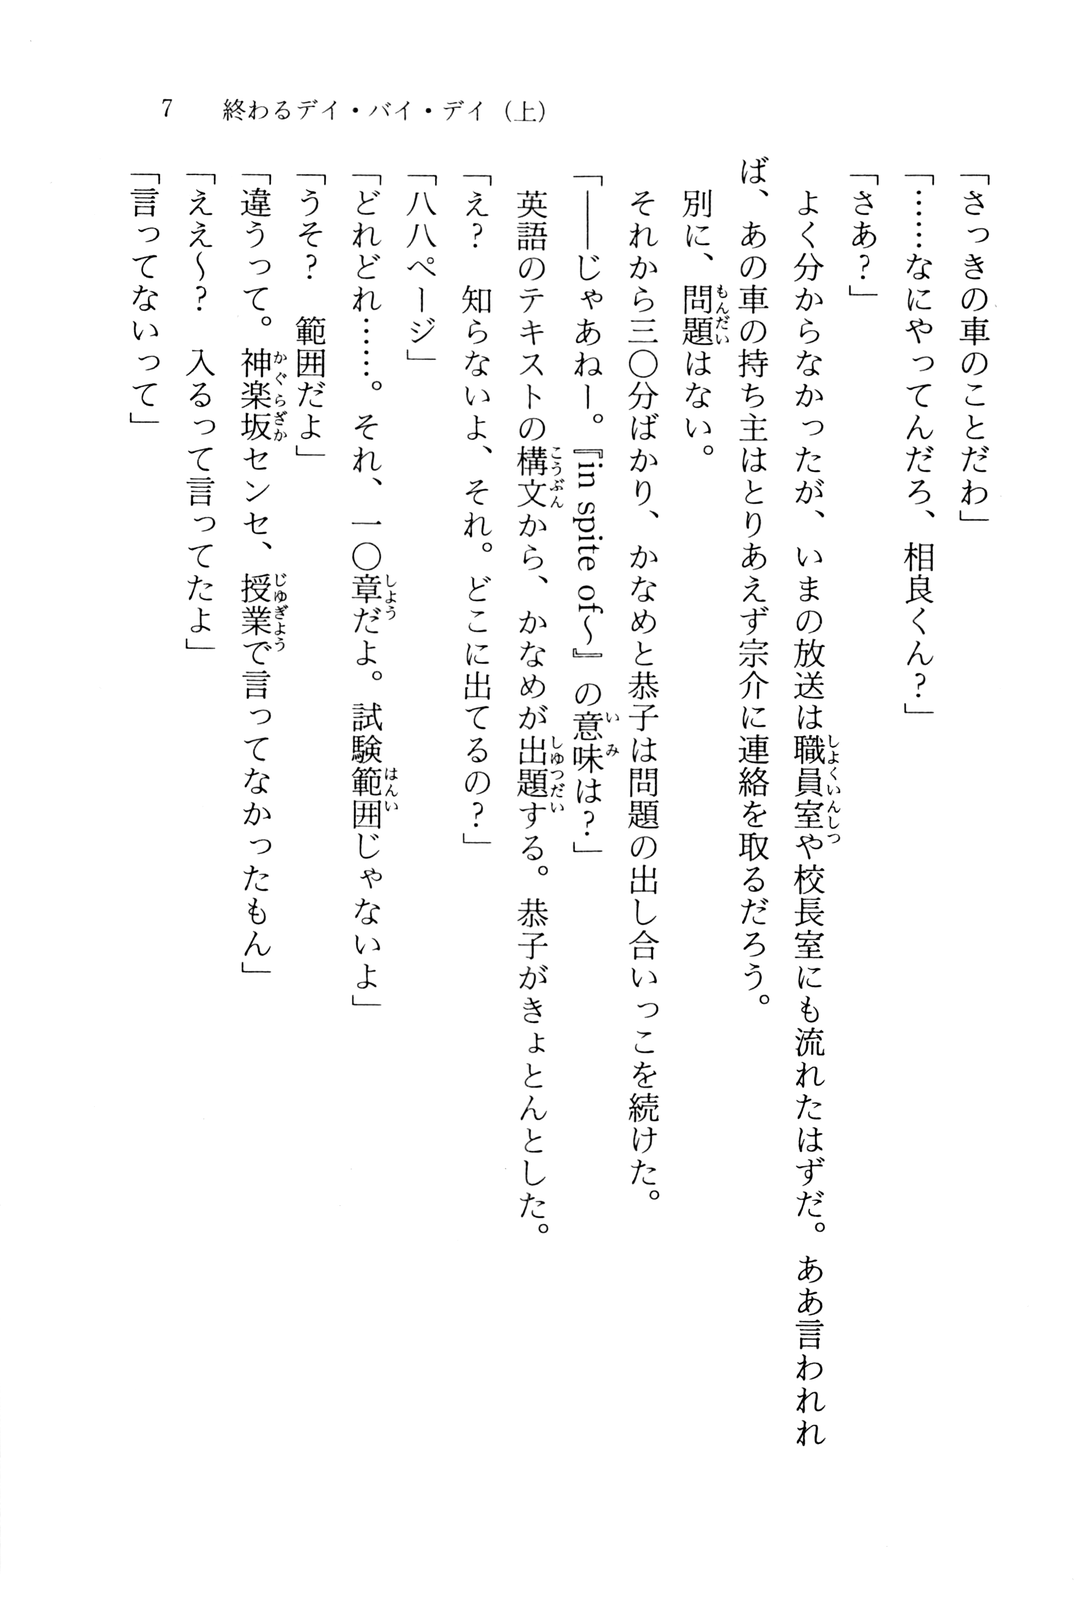 7　終わるデイ・バイ・デイ（上）
「さっきの車のことだわ」
「……なにやってんだろ、相良くん？」
「さあ？」
　よく分からなかったが、いまの放送は職員室や校長室にも流れたはずだ。ああ言われれ
ば、あの車の持ち主はとりあえず宗介に連絡を取るだろう。
　別に、問題はない。
　それから三〇分ばかり、かなめと恭子は問題の出し合いっこを続けた。
「――じゃあねー。『in spite of～』の意味は？」
　英語のテキストの構文から、かなめが出題する。恭子がきょとんとした。
「え？　知らないよ、それ。どこに出てるの？」
「八八ページ」
「どれどれ……。それ、一〇章だよ。試験範囲じゃないよ」
「うそ？　範囲だよ」
「違うって。神楽坂センセ、授業で言ってなかったもん」
「ええ～？　入るって言ってたよ」
「言ってないって」